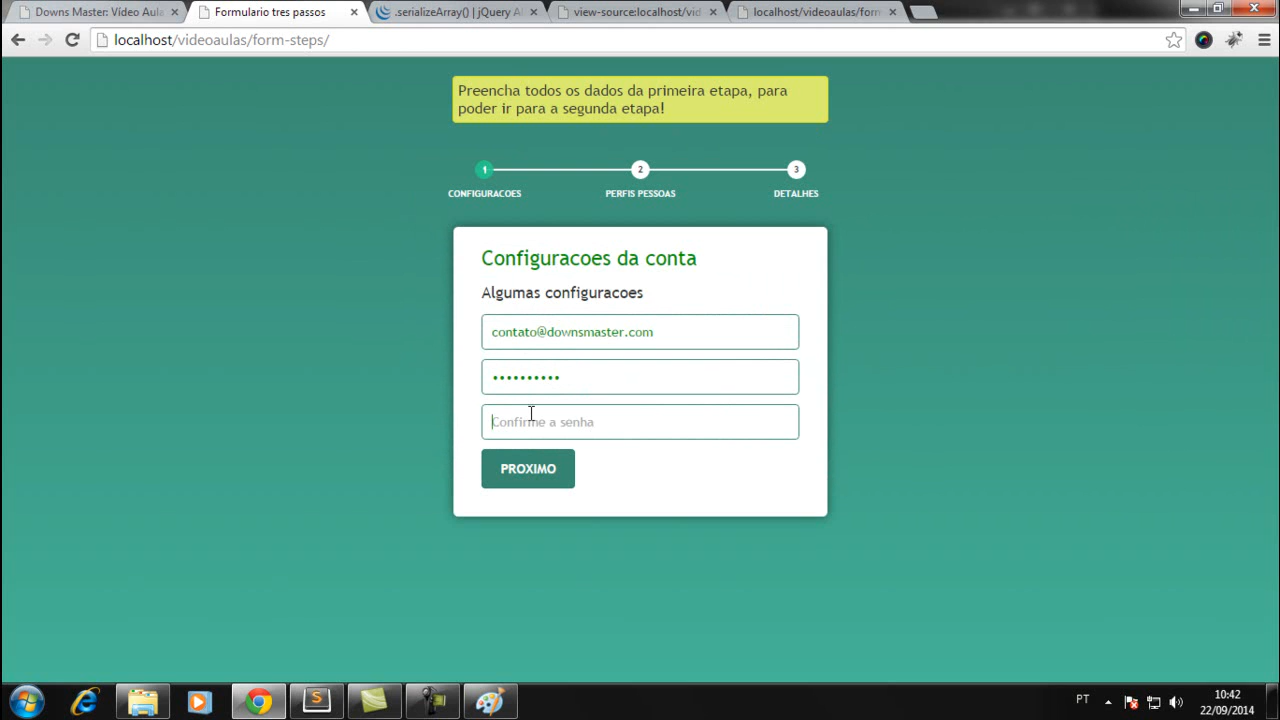 Downs Master: Vídeo Aula
Formulario tres passos
.serializeArray() | jQuery A
view-source:localhost/vid
localhost/videoaulas/form
localhost/videoaulas/form-steps/
Preencha todos os dados da primeira etapa, para
poder ir para a segunda etapa!
1
2
3
CONFIGURACOES
PERFIS PESSOAS
DETALHES
Configuracoes da conta
Algumas configuracoes
contato@downsmaster.com
••••••••••
Confirme a senha
PROXIMO
PT
10:42
22/09/2014